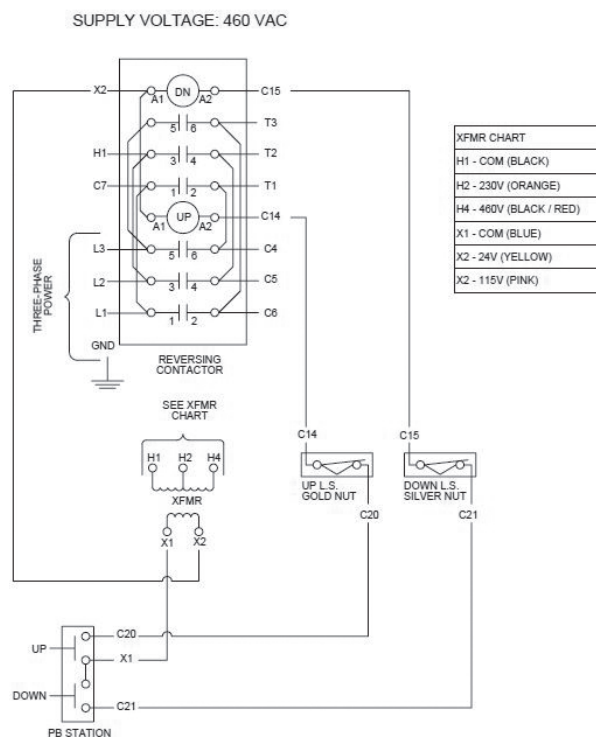 SUPPLY VOLTAGE: 460 VAC
X2
A1
DN
A2
C15
5
6
T3
H1
3
4
T2
C7
1
2
T1
A1
UP
A2
C14
L3
5
6
C4
L2
3
4
C5
L1
1
2
C6
THREE-PHASE
POWER
GND
REVERSING
CONTACTOR
XFMR CHART
H1 - COM (BLACK)
H2 - 230V (ORANGE)
H4 - 460V (BLACK / RED)
X1 - COM (BLUE)
X2 - 24V (YELLOW)
X2 - 115V (PINK)
SEE XFMR
CHART
H1 H2 H4
XFMR
X1 X2
C14
UP L.S.
GOLD NUT
C20
C15
DOWN L.S.
SILVER NUT
C21
UP
C20
X1
DOWN
C21
PB STATION